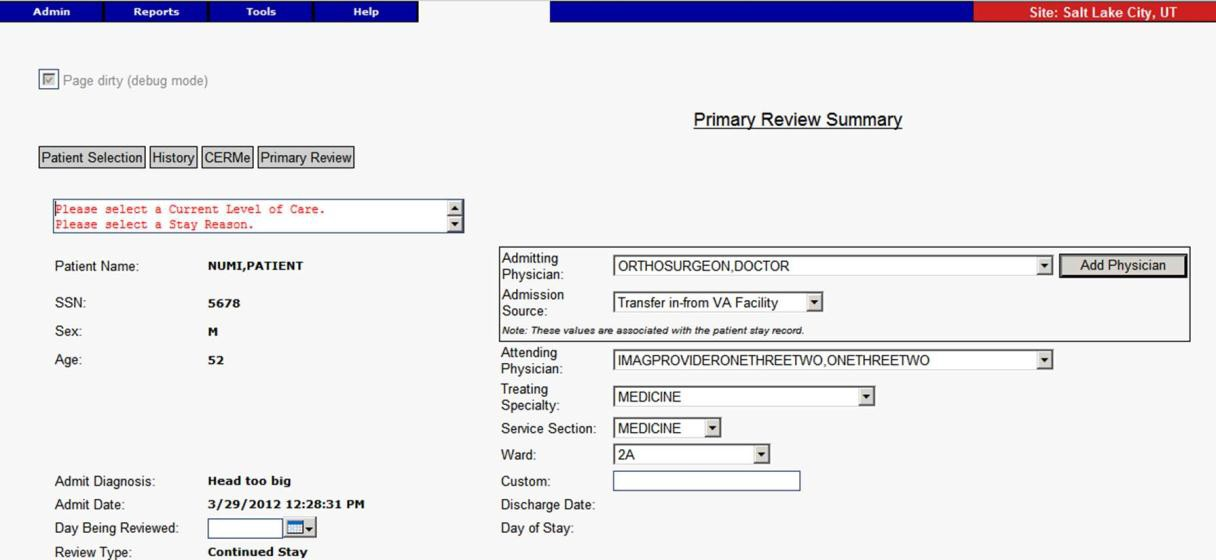 Admin Reports Tools Help Site: Salt Lake City, UT
Page dirty (debug mode)
Primary Review Summary
Patient Selection History CERMe Primary Review
Please select a Current Level of Care.
Please select a Stay Reason.
Patient Name: NUMI,PATIENT
SSN: 5678
Sex: M
Age: 52
Admitting
Physician: ORTHOSURGEON,DOCTOR Add Physician
Admission
Source: Transfer in-from VA Facility
Note: These values are associated with the patient stay record.
Attending
Physician: IMAGPROVIDERONETHREETWO,ONETHREETWO
Treating
Specialty: MEDICINE
Service Section: MEDICINE
Ward: 2A
Admit Diagnosis: Head too big Custom:
Admit Date: 3/29/2012 12:28:31 PM Discharge Date:
Day Being Reviewed: Day of Stay:
Review Type: Continued Stay